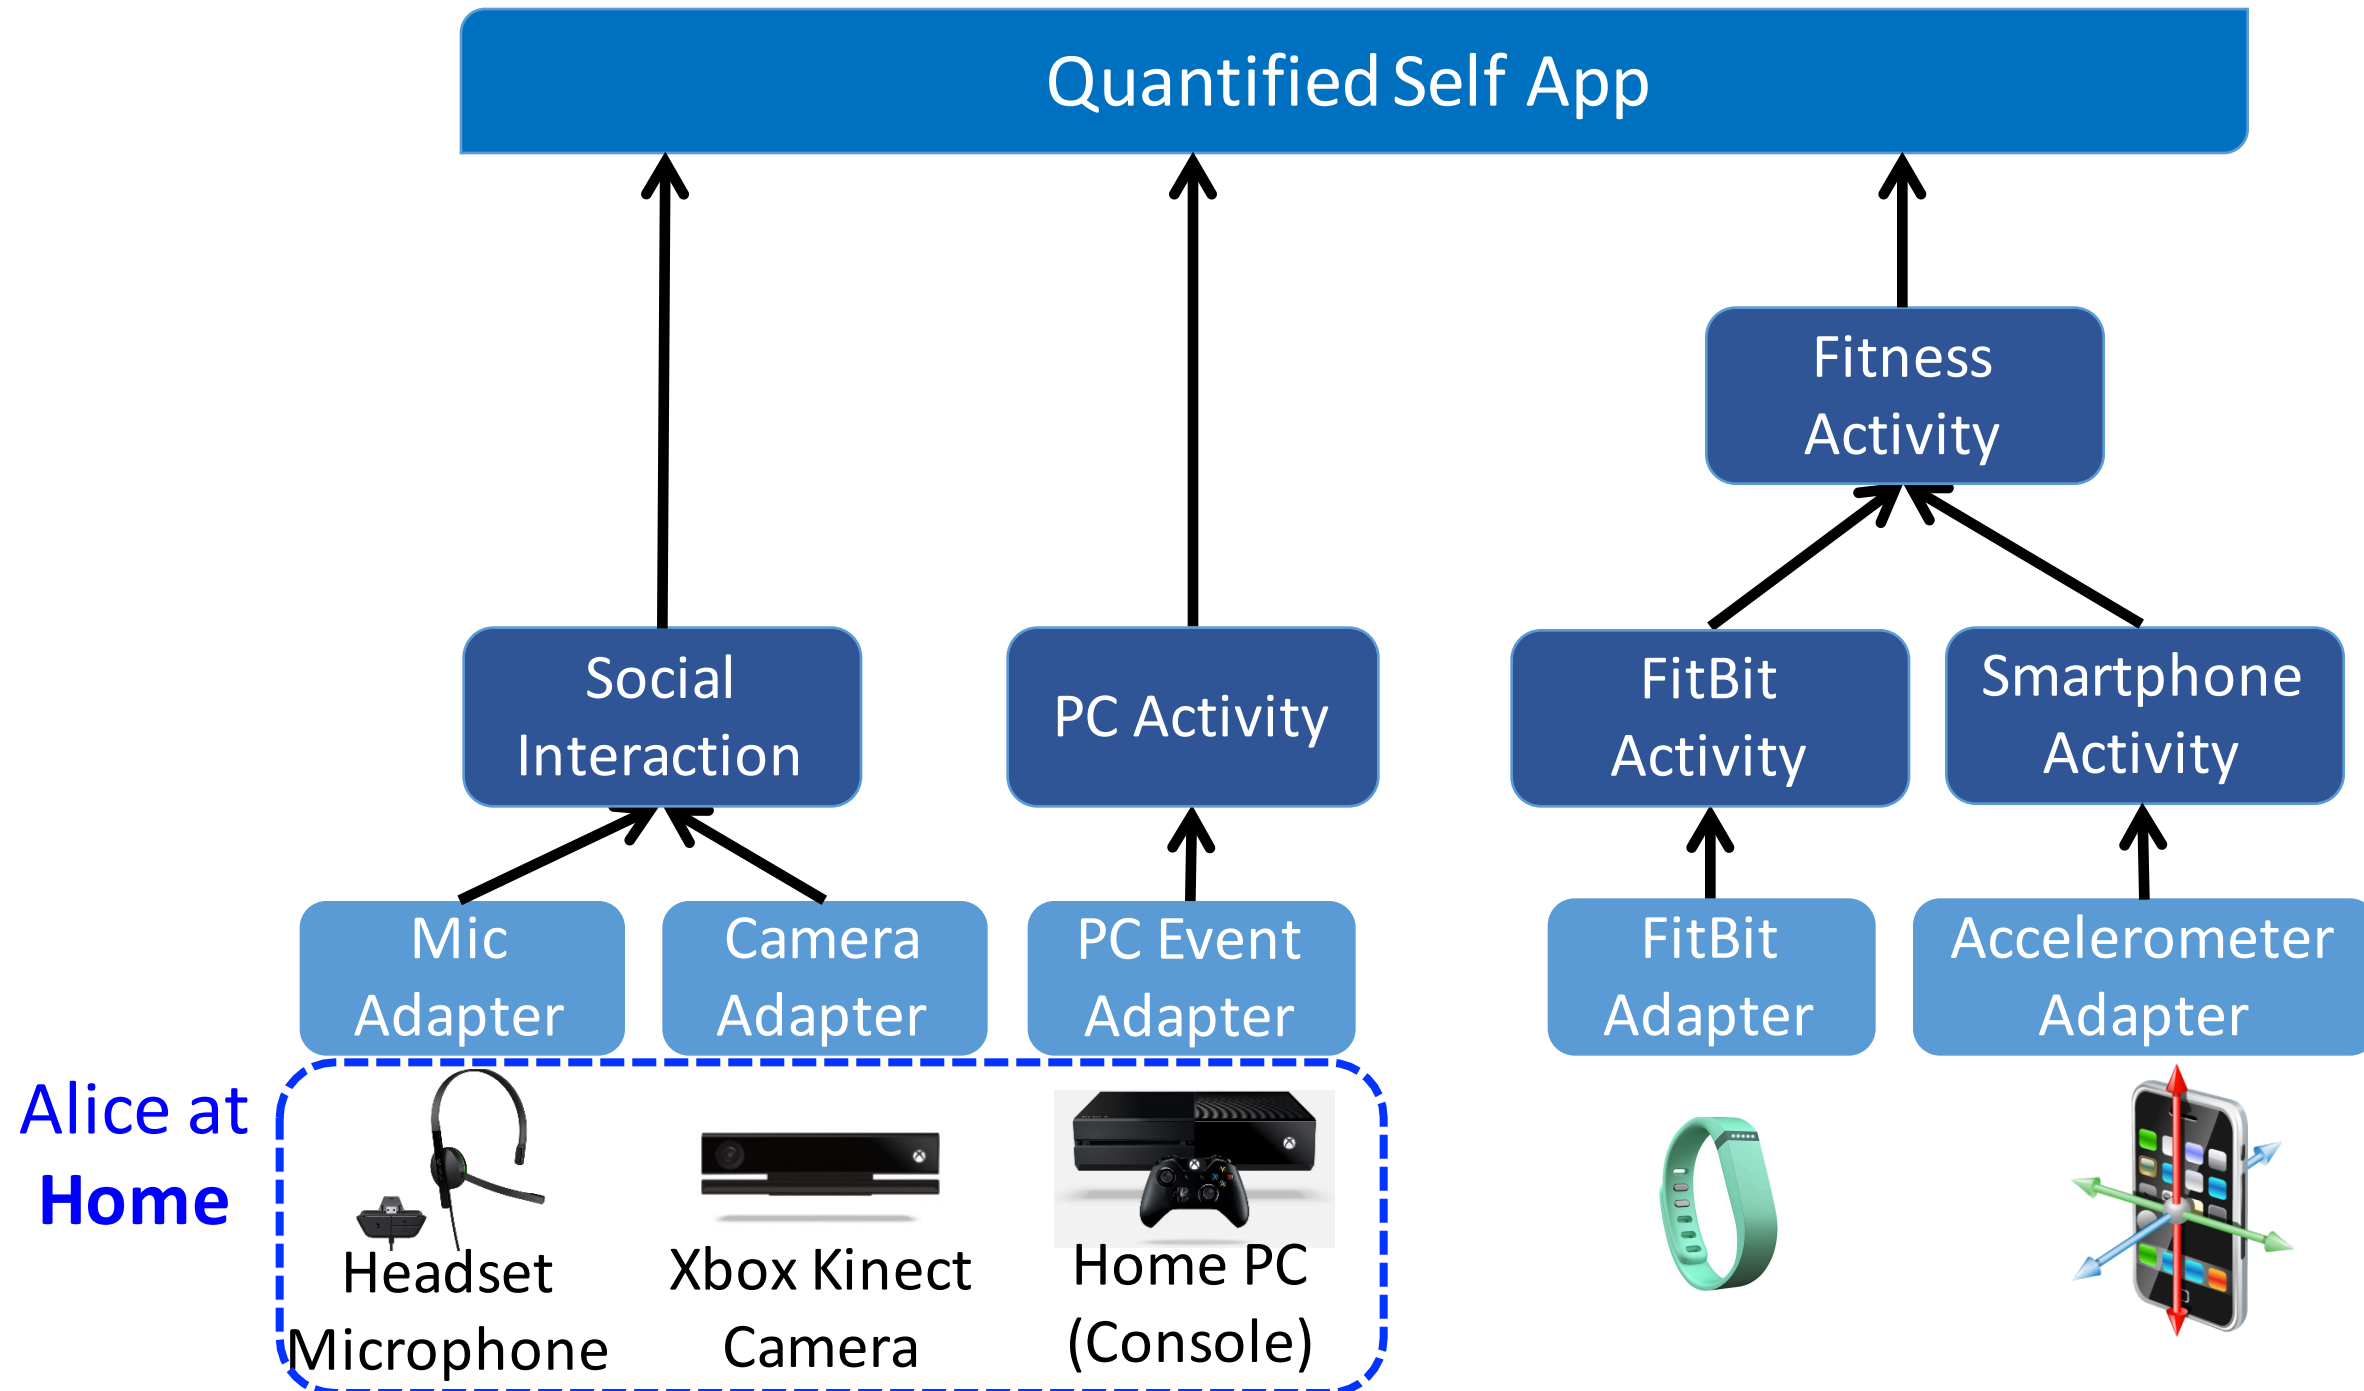 Quantified Self App
Fitness
Activity
Social
Interaction
PC Activity
FitBit
Activity
Smartphone
Activity
Mic
Adapter
Camera
Adapter
PC Event
Adapter
FitBit
Adapter
Accelerometer
Adapter
Alice at
Home
Headset
Microphone
Xbox Kinect
Camera
Home PC
(Console)